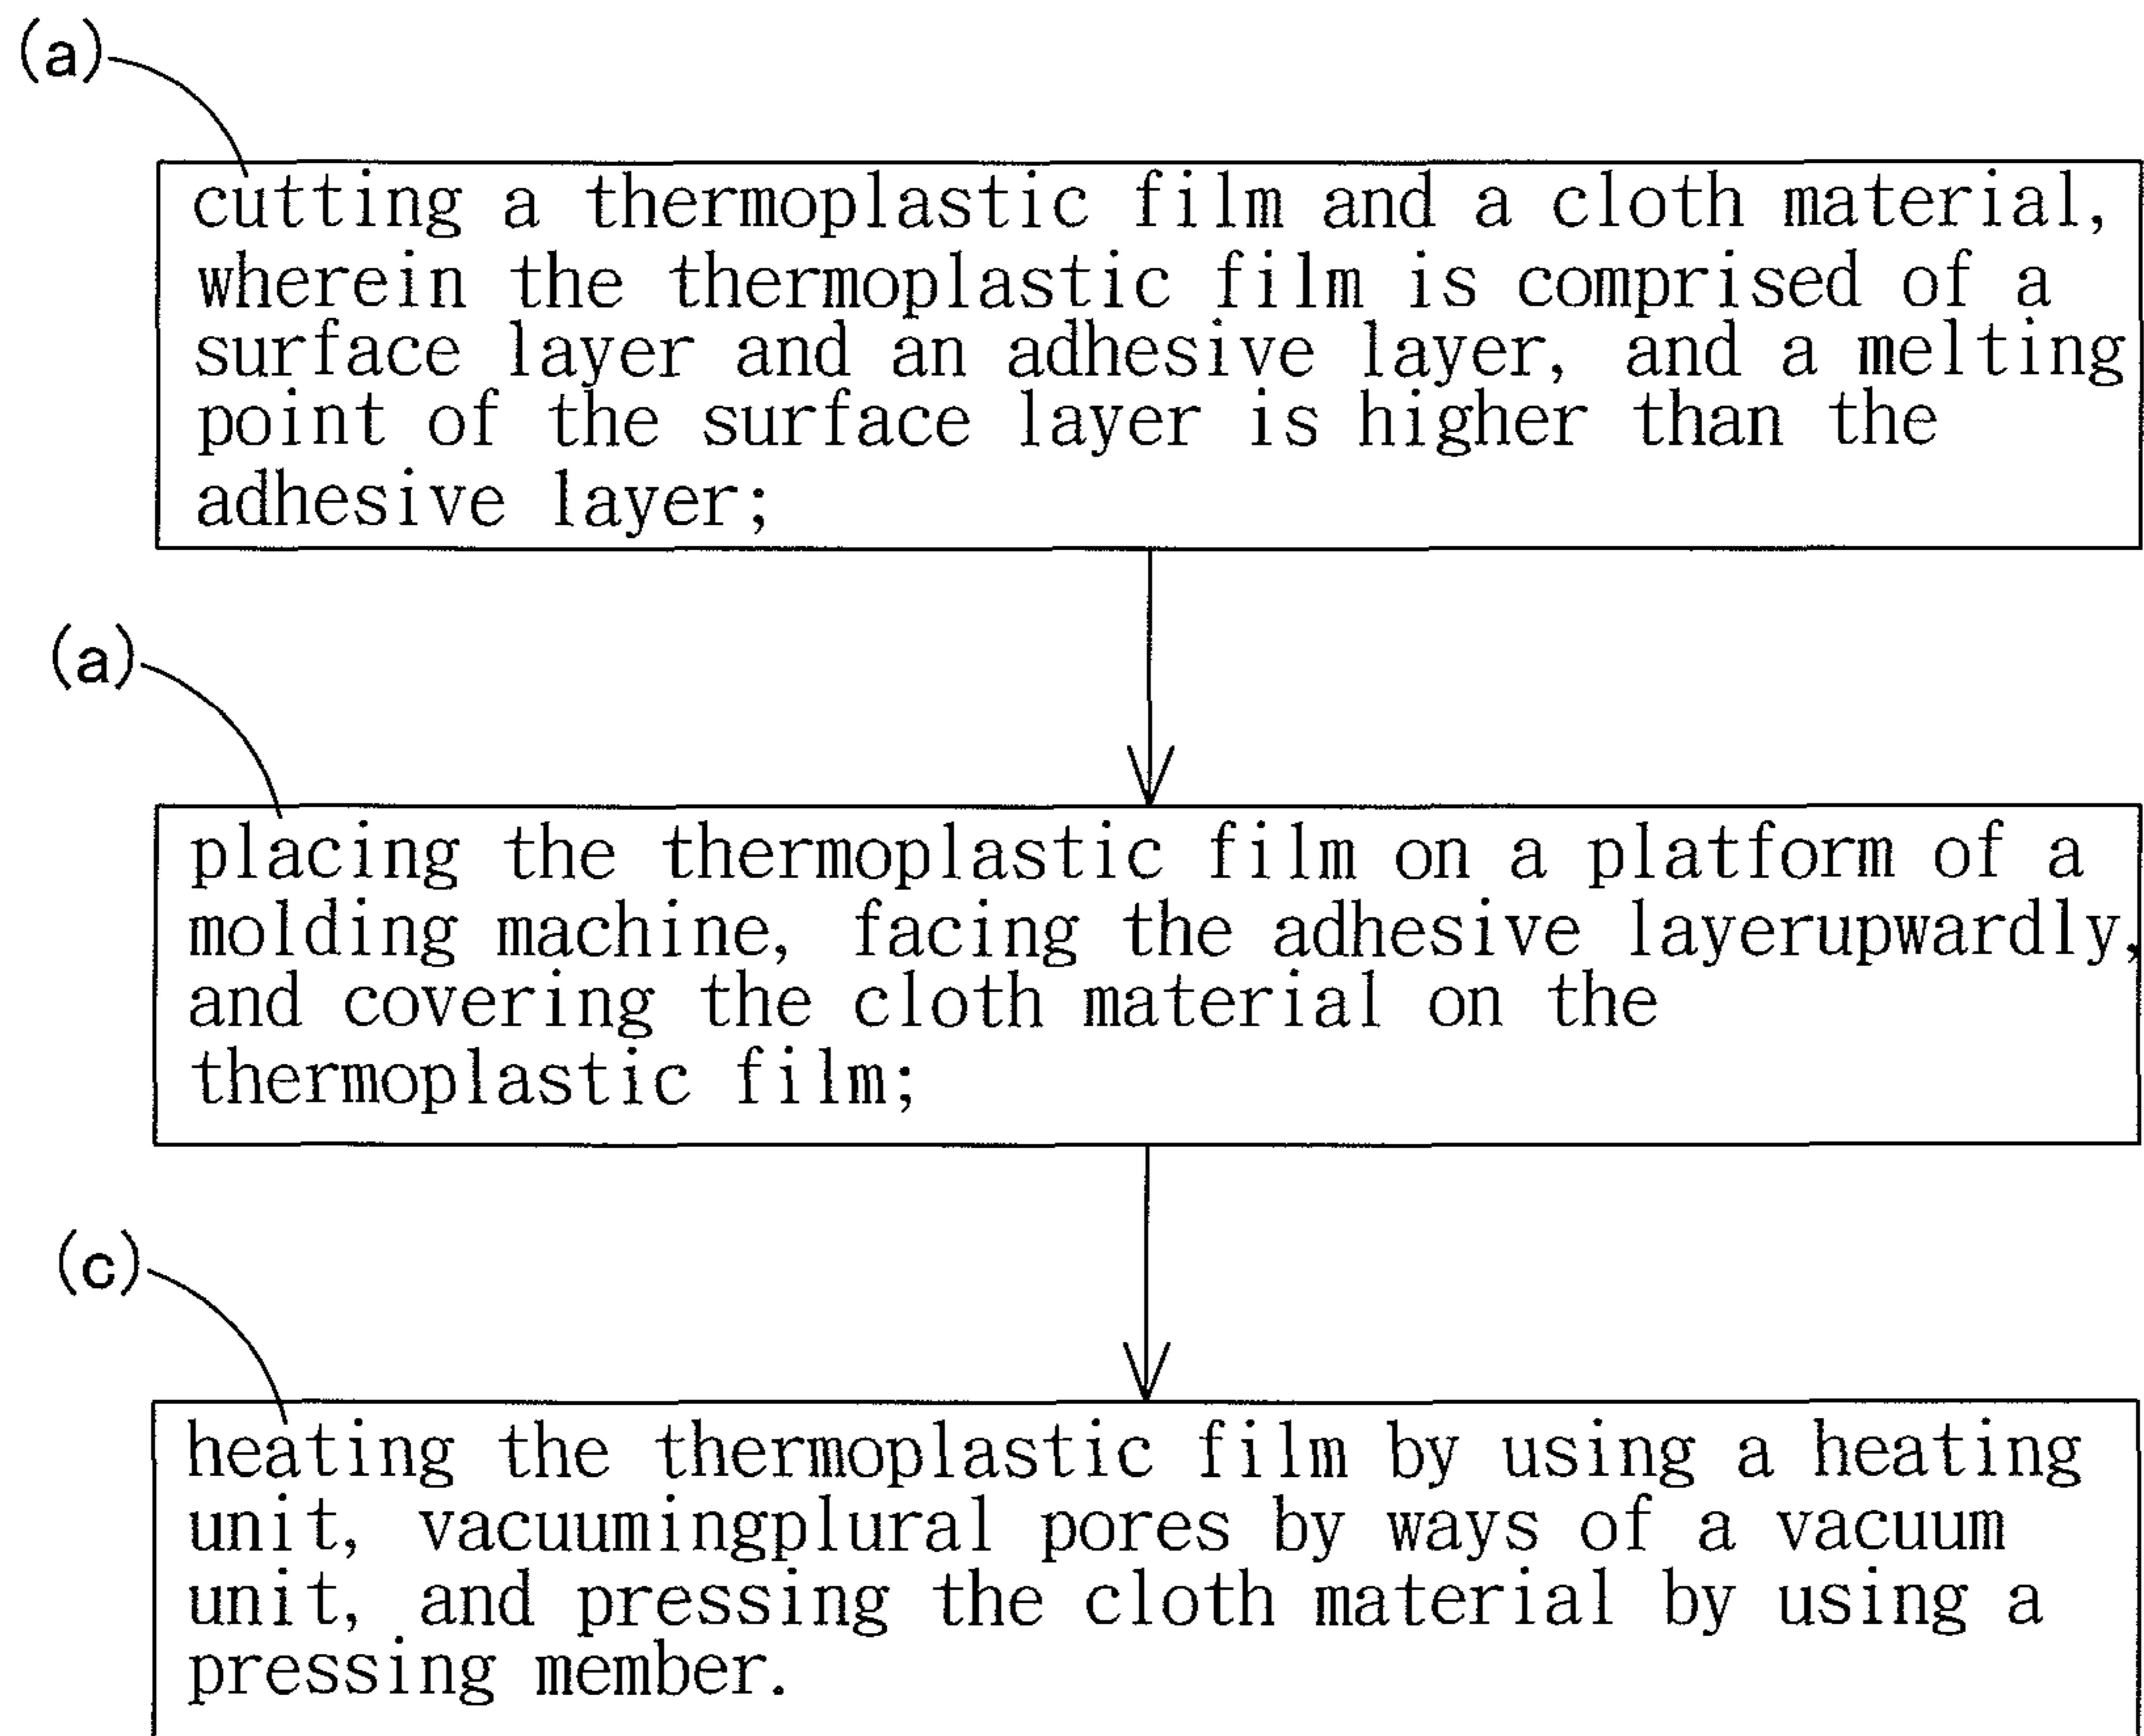 (a)
cutting a thermoplastic film and a cloth material,
wherein the thermoplastic film is comprised of a
surface layer and an adhesive layer, and a melting
point of the surface layer is higher than the
adhesive layer;
(a)
placing the thermoplastic film on a platform of a
molding machine, facing the adhesive layerupwardly,
and covering the cloth material on the
thermoplastic film;
(c)
heating the thermoplastic film by using a heating
unit, vacuumingplural pores by ways of a vacuum
unit, and pressing the cloth material by using a
pressing member.